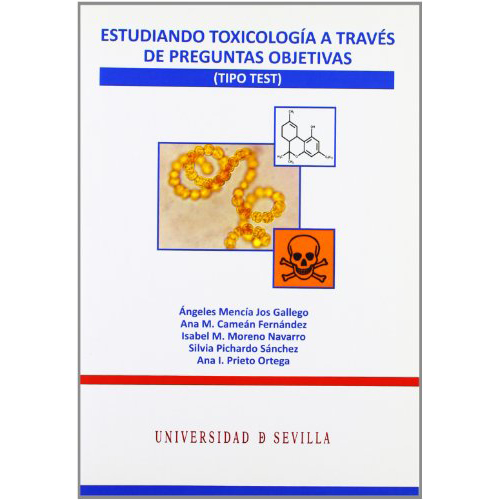 ESTUDIANDO TOXICOLOGÍA A TRAVÉS
DE PREGUNTAS OBJETIVAS
(TIPO TEST)
Ángeles Mencía Jos Gallego
Ana M. Cameán Fernández
Isabel M. Moreno Navarro
Silvia Pichardo Sánchez
Ana I. Prieto Ortega
UNIVERSIDAD Ð SEVILLA